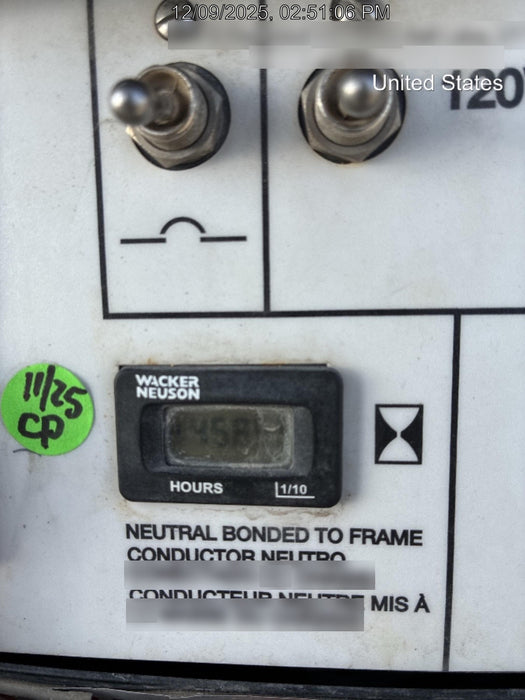 12/09/2025, 02:51:06 PM
United States
120
11/25
CP
WACKER
NEUSON
HOURS
1/10
NEUTRAL BONDED TO FRAME
CONDUCTOR NEUTRO
CONDUCTEUR NEUTRE MIS À